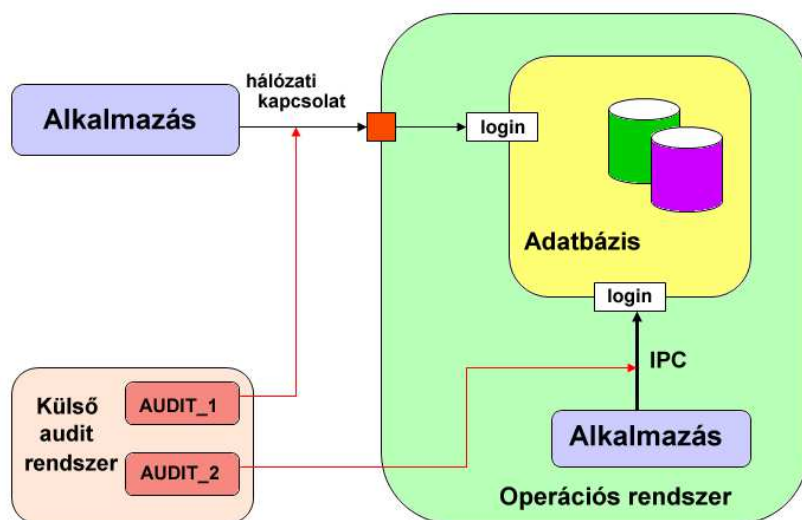 hálózati
kapcsolat
Alkalmazás
login
Adatbázis
login
IPC
Külső
audit
rendszer
AUDIT_1
AUDIT_2
Alkalmazás
Operációs rendszer